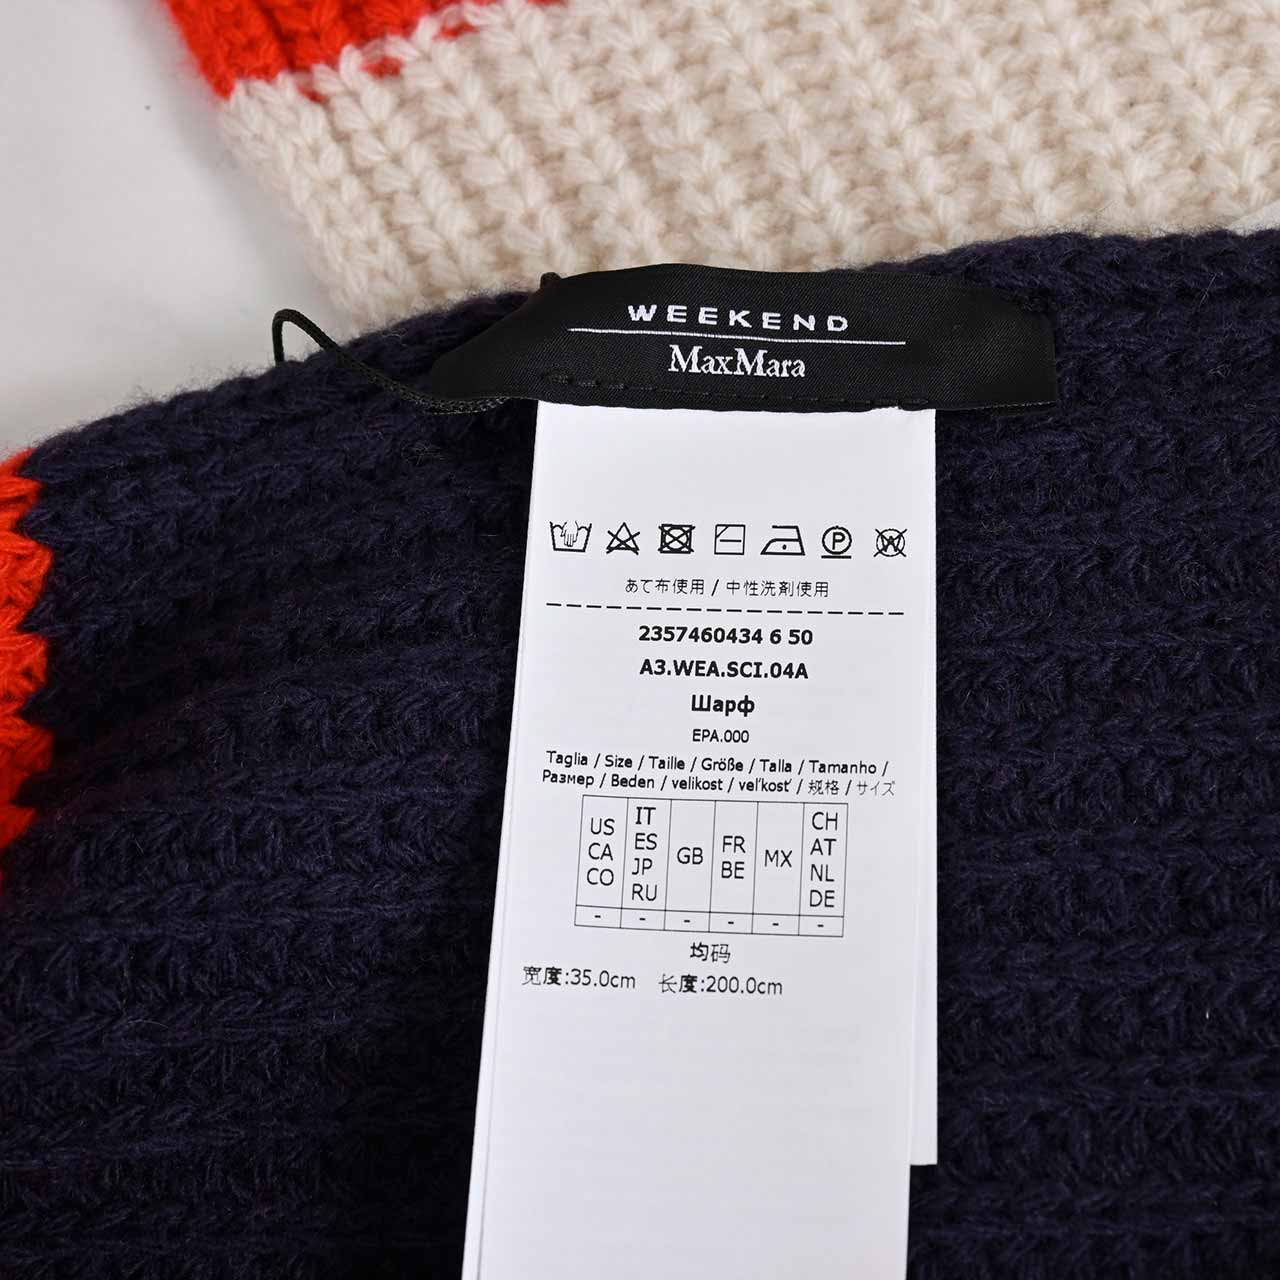 WEEKEND
MaxMara
P W
あて布使用 / 中性洗剤使用
2357460434 6 50
A3.WEA.SCI.04A
Шарф
EPA.000
Taglia / Size / Taille / Größe / Talla / Tamanho /
Размер / Beden / velikost / veľkosť / 规格 / サイズ
US CA CO IT ES JP RU GB FR BE MX CH AT NL DE
- - - - - -
均码
宽度:35.0cm 长度:200.0cm